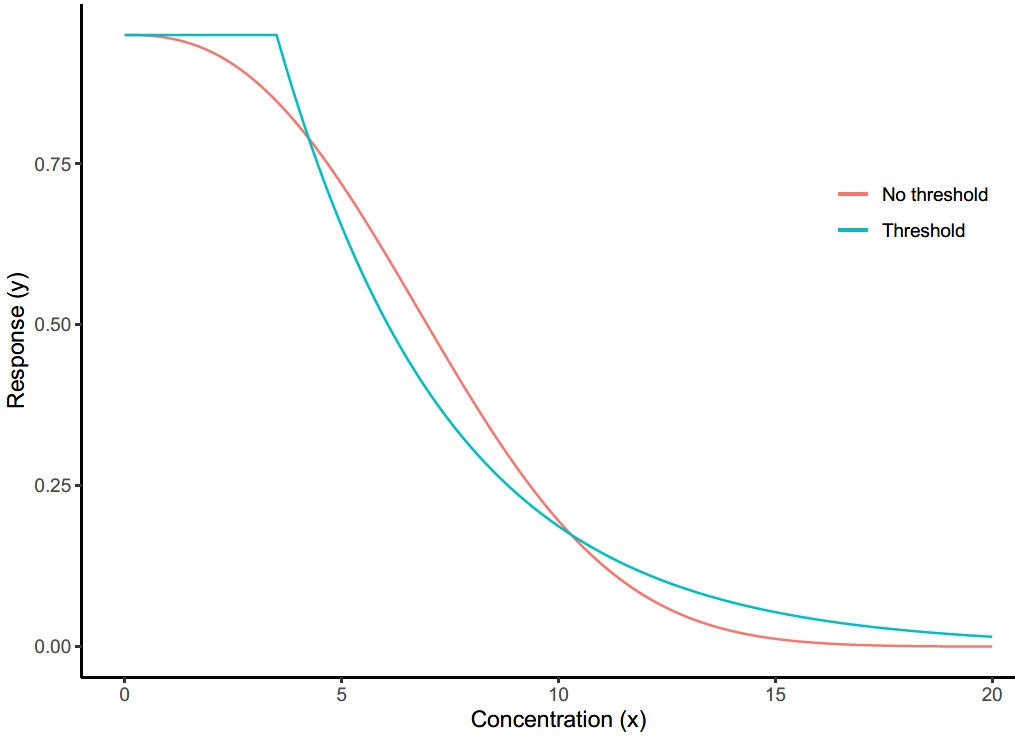 Response (y)
0.75
0.50
0.25
0.00
0
5
10
15
20
Concentration (x)
No threshold
Threshold